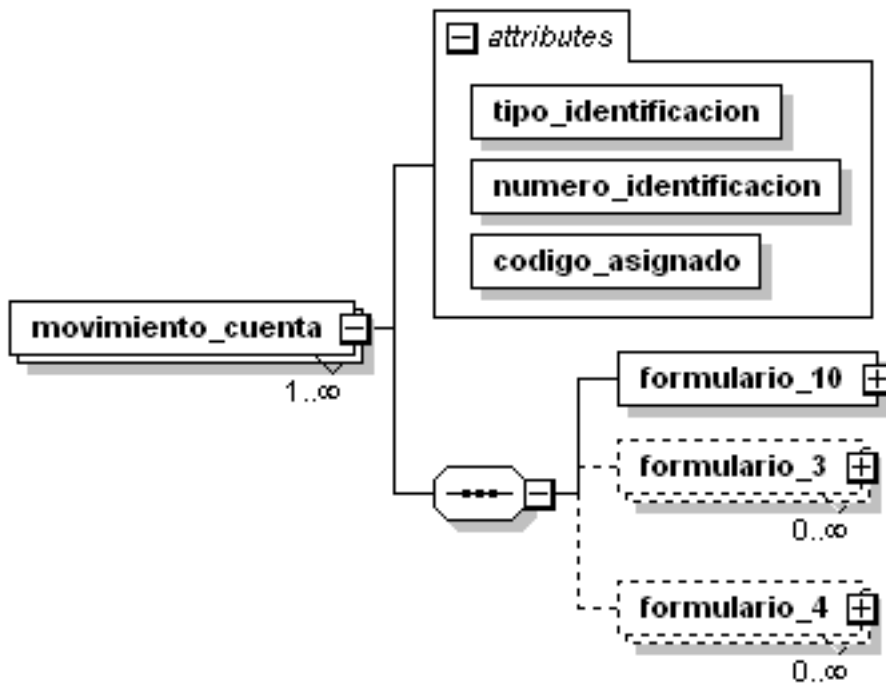 attributes
tipo_identificacion
numero_identificacion
codigo_asignado
movimiento_cuenta
1..∞
formulario_10
formulario_3
0..∞
formulario_4
0..∞